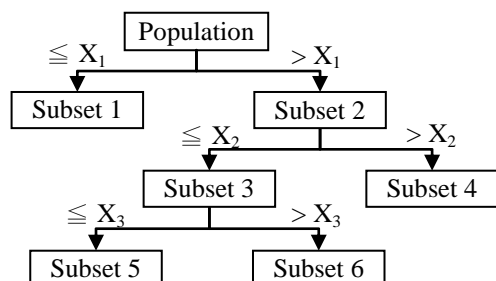 Population
≦ X₁ > X₁
Subset 1 Subset 2
≦ X₂ > X₂
Subset 3 Subset 4
≦ X₃ > X₃
Subset 5 Subset 6